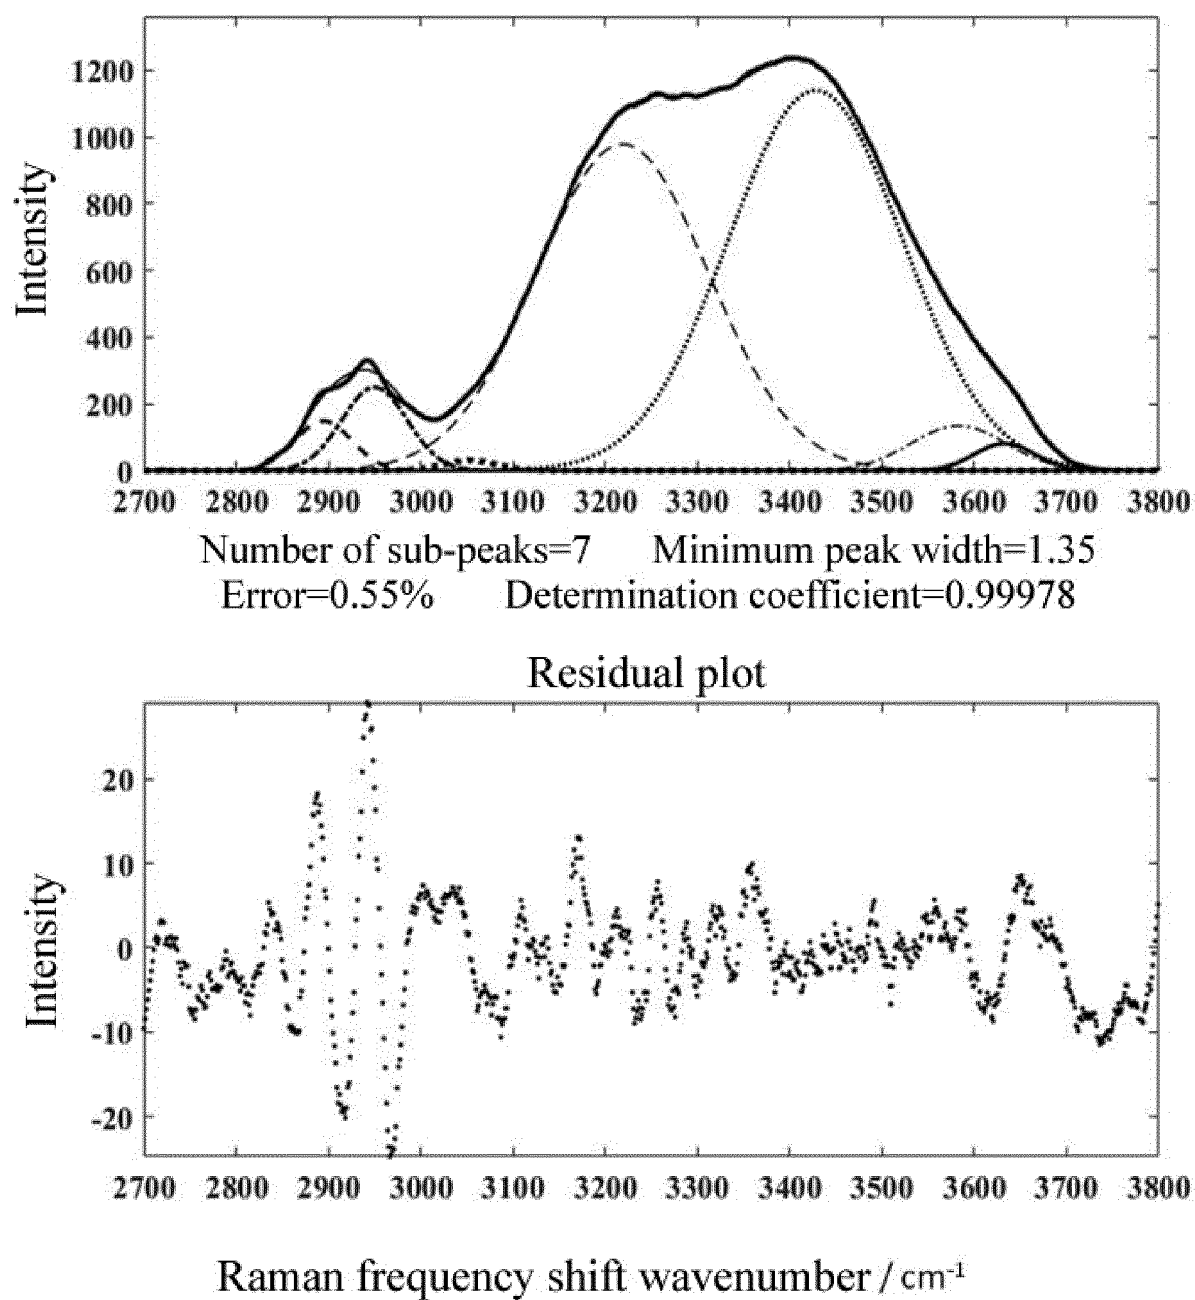 1200
1000
800
600
400
200
0
Intensity
2700 2800 2900 3000 3100 3200 3300 3400 3500 3600 3700 3800
Number of sub-peaks=7 Minimum peak width=1.35
Error=0.55% Determination coefficient=0.99978
Residual plot
20
10
0
-10
-20
Intensity
2700 2800 2900 3000 3100 3200 3300 3400 3500 3600 3700 3800
Raman frequency shift wavenumber / cm⁻¹